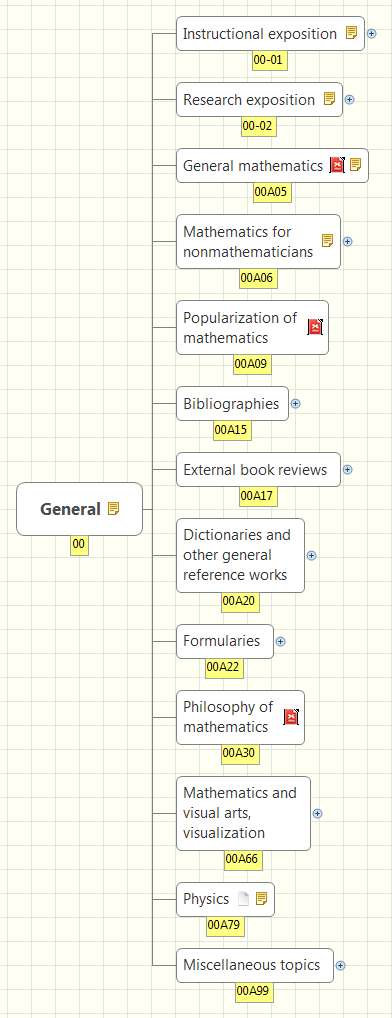 Instructional exposition
00-01
Research exposition
00-02
General mathematics
00A05
Mathematics for
nonmathematicians
00A06
Popularization of
mathematics
00A09
Bibliographies
00A15
External book reviews
00A17
General
00
Dictionaries and
other general
reference works
00A20
Formularies
00A22
Philosophy of
mathematics
00A30
Mathematics and
visual arts,
visualization
00A66
Physics
00A79
Miscellaneous topics
00A99